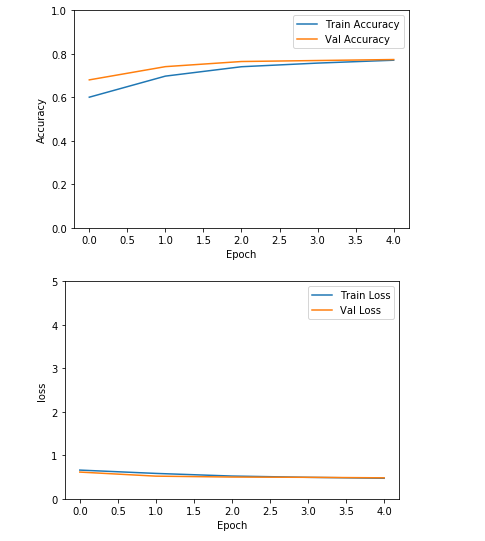 1.0
0.8
0.6
0.4
0.2
0.0
Accuracy
Train Accuracy
Val Accuracy
0.0 0.5 1.0 1.5 2.0 2.5 3.0 3.5 4.0
Epoch
5
4
3
2
1
0
loss
Train Loss
Val Loss
0.0 0.5 1.0 1.5 2.0 2.5 3.0 3.5 4.0
Epoch